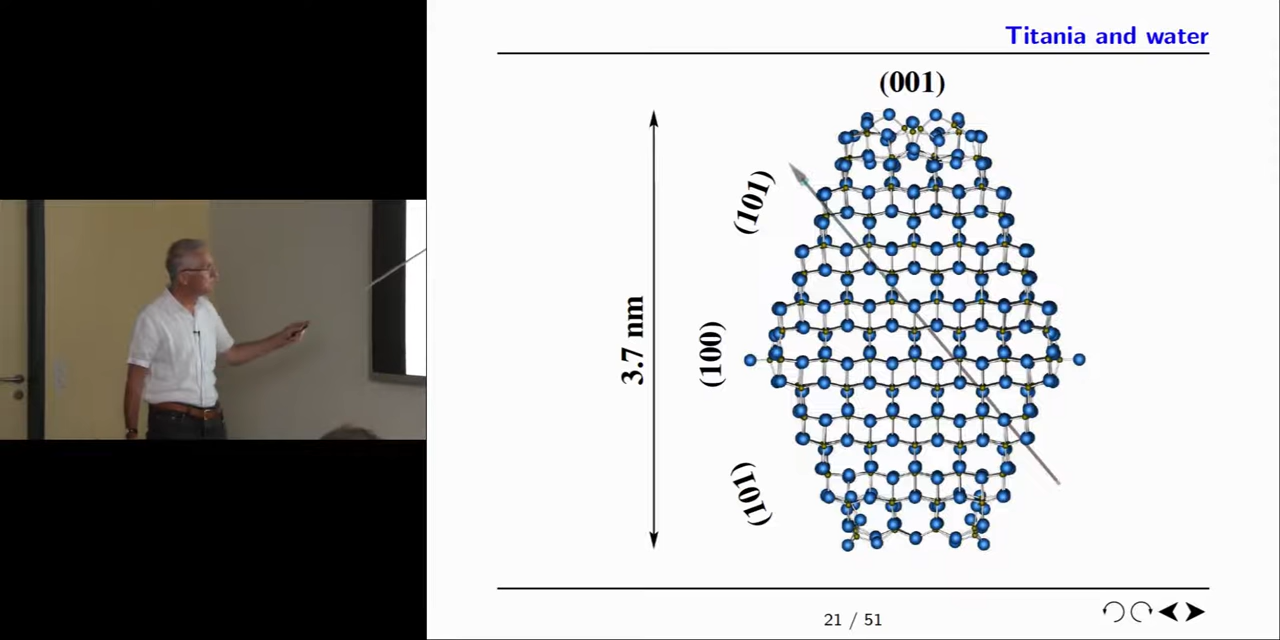 Titania and water
(001)
(101)
3.7 nm
(100)
(101)
21 / 51